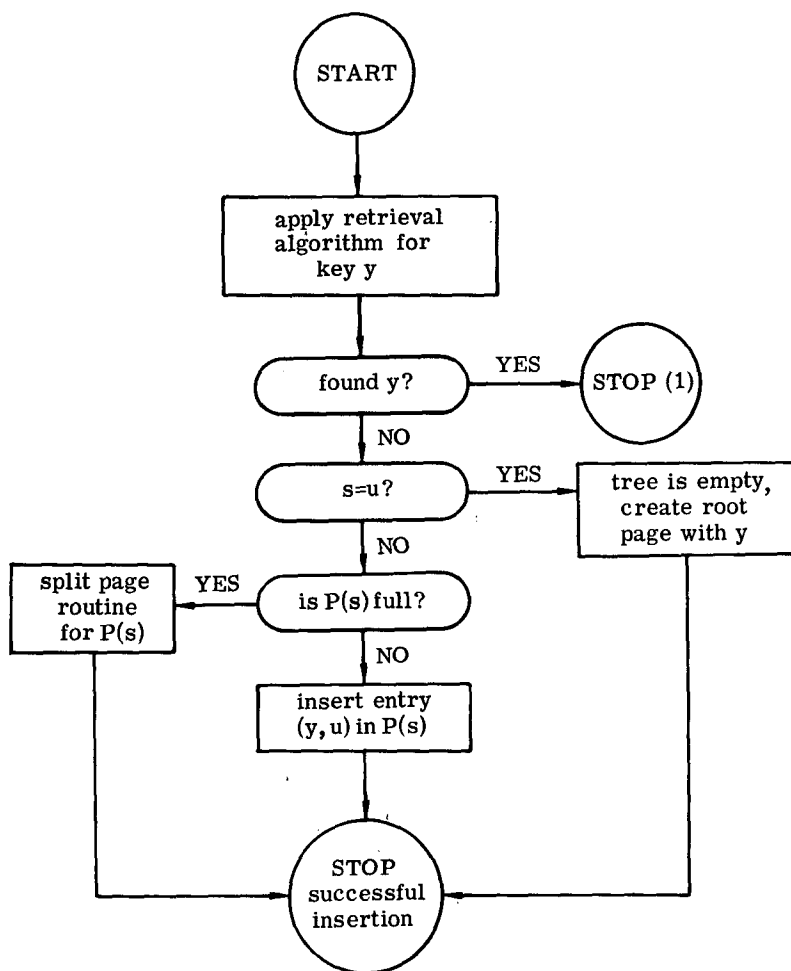 START
apply retrieval
algorithm for
key y
found y?
YES
STOP (1)
NO
s=u?
YES
tree is empty,
create root
page with y
NO
is P(s) full?
YES
split page
routine
for P(s)
NO
insert entry
(y, u) in P(s)
STOP
successful
insertion